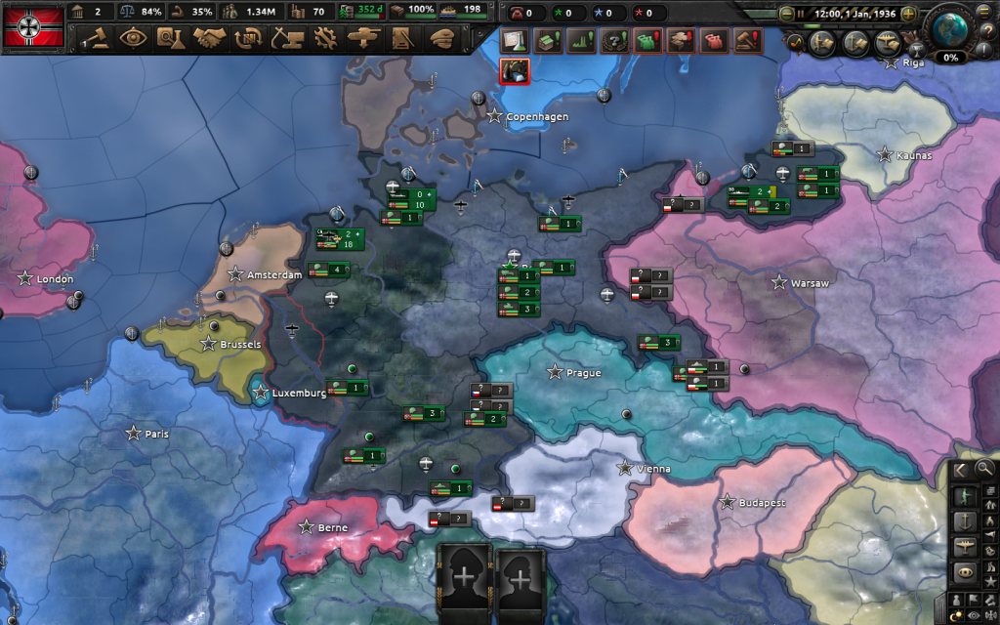 2 84% 35% 1.34M 70 352 d 100% 198 0 0 0 0 12:00, 1 Jan, 1936
0%
Riga
Copenhagen
1
Kaunas
1
0
10
1
2
2
1
? ?
1
2
18
London
Amsterdam
4
1
1
2
3
? ?
? ?
Warsaw
Brussels
3
Prague
1
1
Luxemburg
1
? ?
? ?
3
2
Paris
1
Vienna
1
Budapest
? ?
? ?
Berne